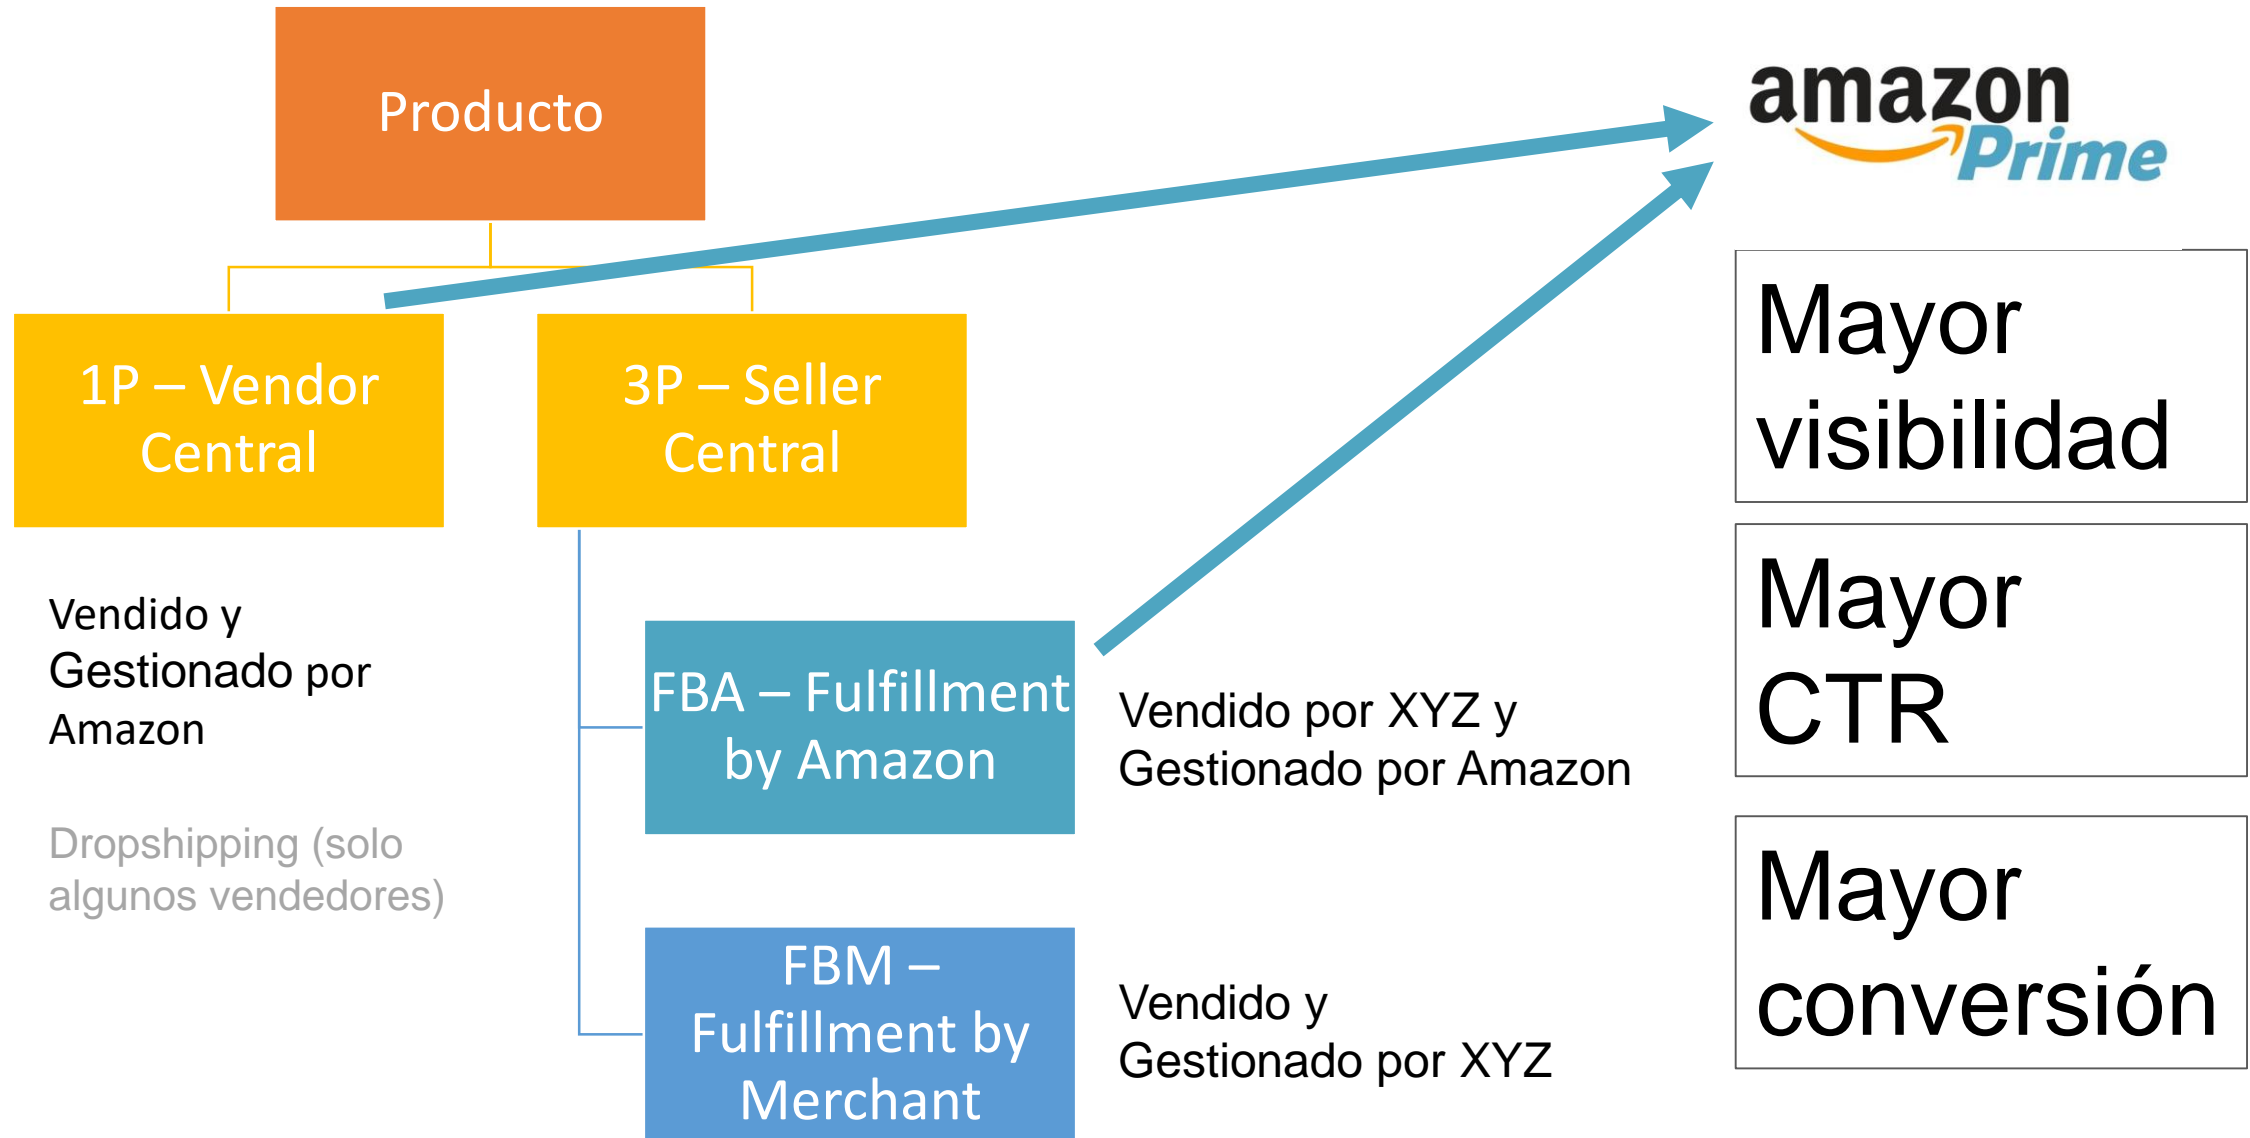 Producto
amazon
Prime
1P – Vendor
Central
3P – Seller
Central
Vendido y
Gestionado por
Amazon
Dropshipping (solo
algunos vendedores)
FBA – Fulfillment
by Amazon
Vendido por XYZ y
Gestionado por Amazon
FBM –
Fulfillment by
Merchant
Vendido y
Gestionado por XYZ
Mayor
visibilidad
Mayor
CTR
Mayor
conversión